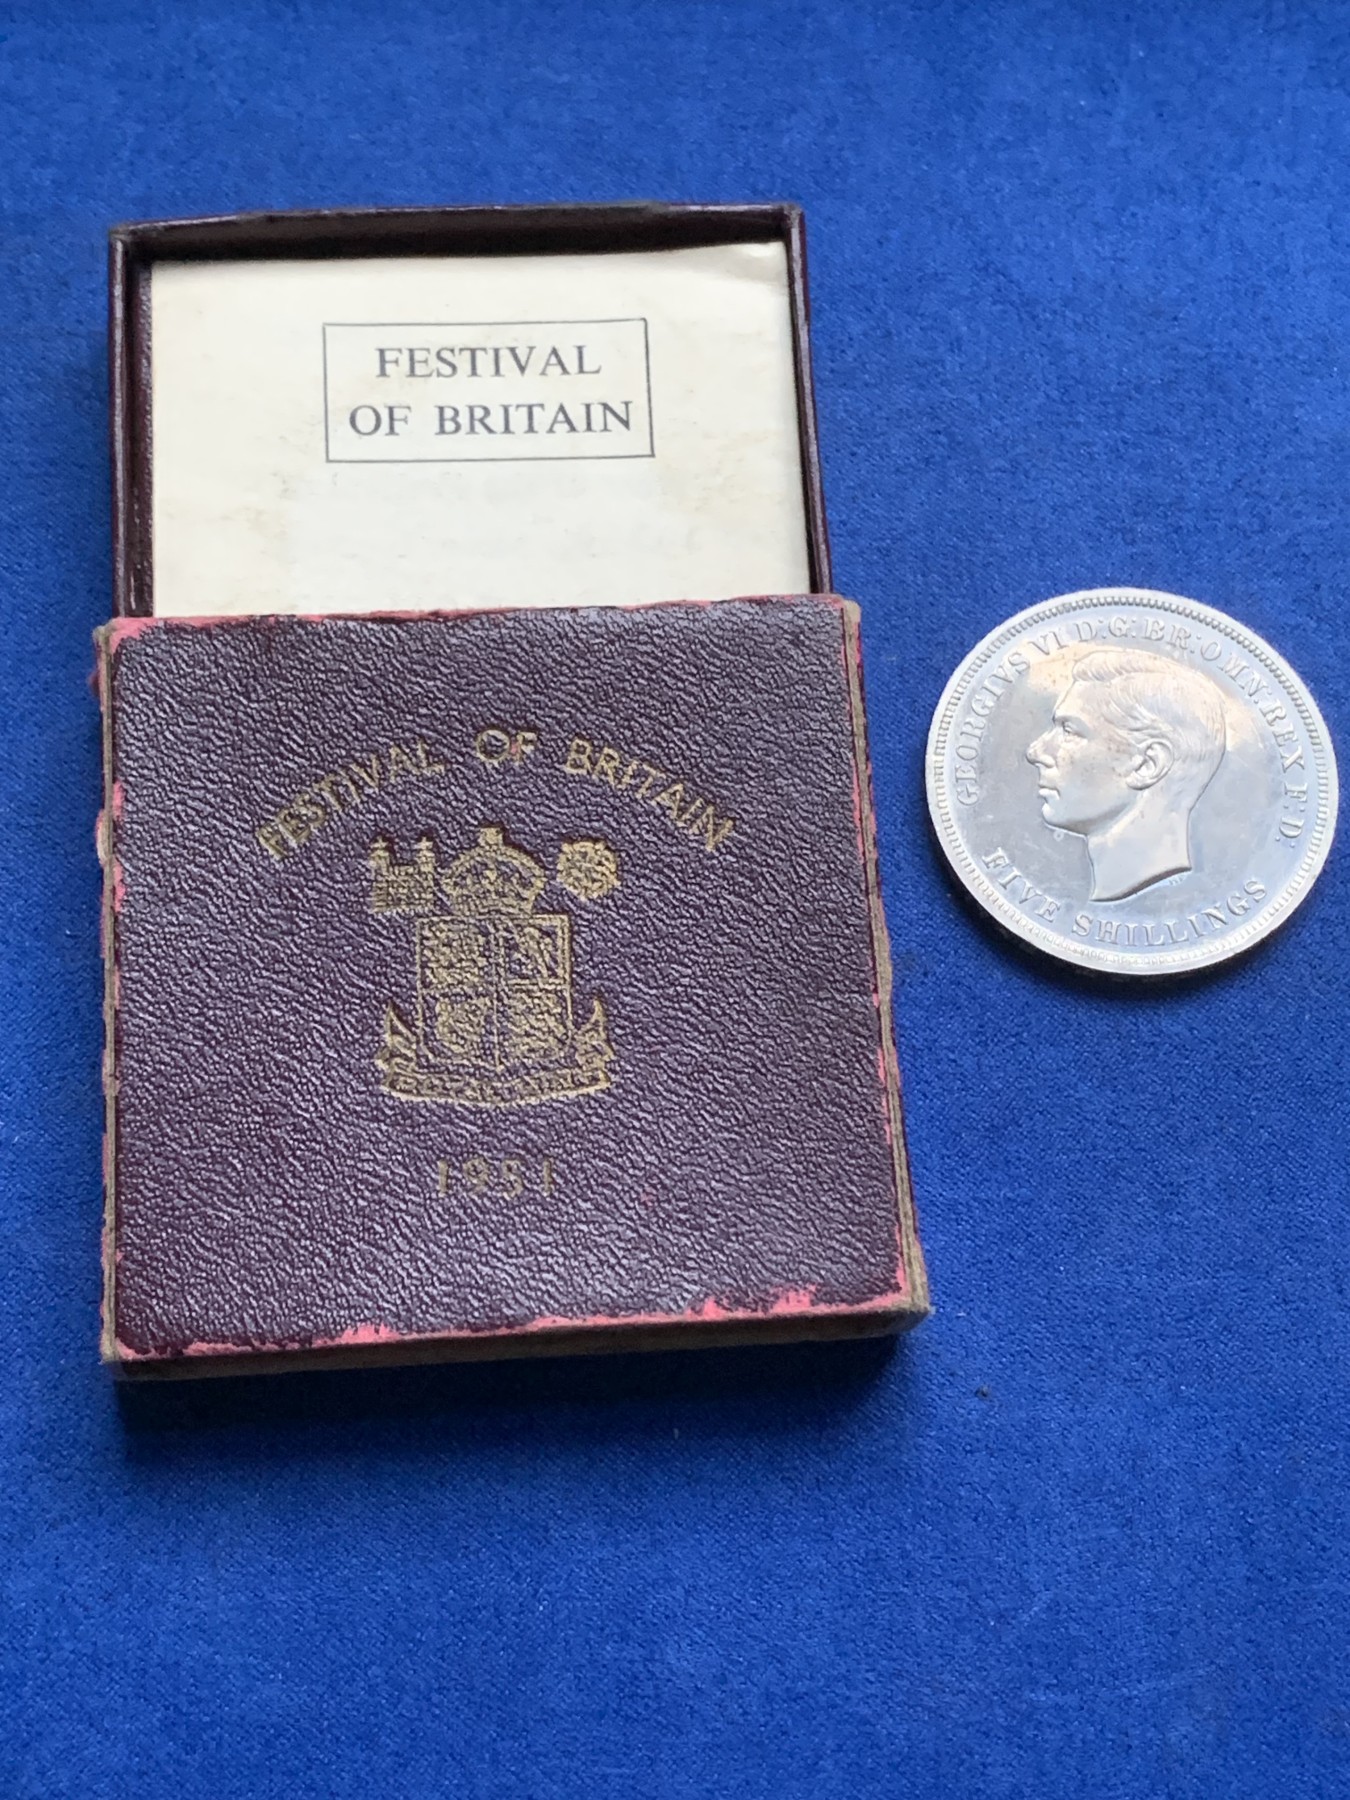 FESTIVAL
OF BRITAIN
FESTIVAL OF BRITAIN
1951
GEORGIVS VI D:G:BR:OMN:REX F:D:
FIVE SHILLINGS